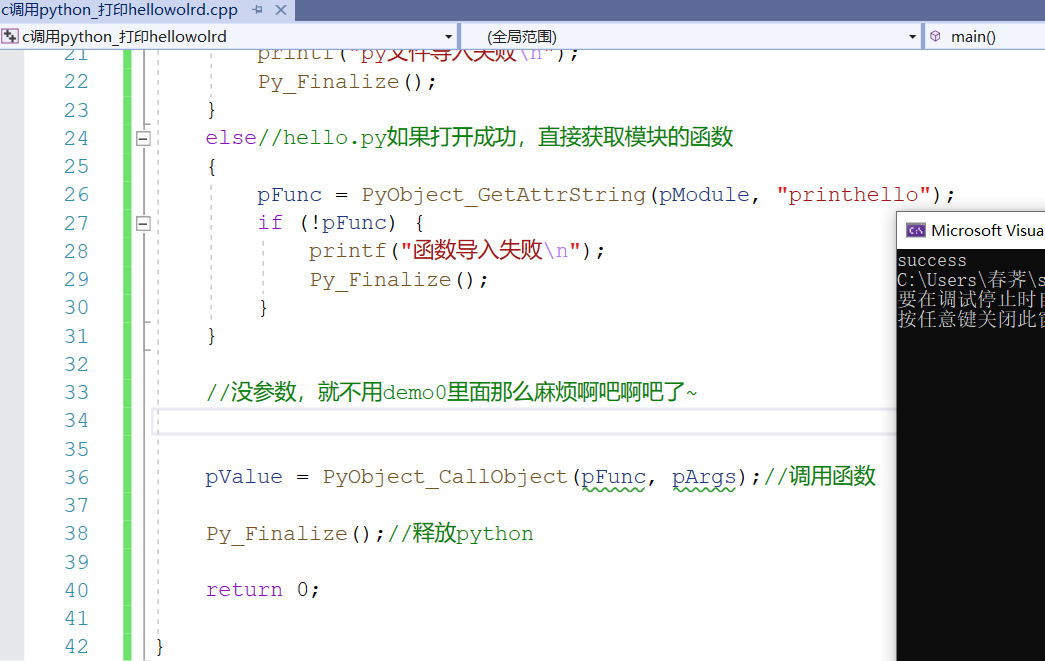 c调用python_打印hellowolrd.cpp
c调用python_打印hellowolrd (全局范围) main()
21 printf("py文件导入失败\n");
22 Py_Finalize();
23 }
24 else//hello.py如果打开成功，直接获取模块的函数
25 {
26 pFunc = PyObject_GetAttrString(pModule, "printhello");
27 if (!pFunc) {
28 printf("函数导入失败\n");
29 Py_Finalize();
30 }
31 }
32
33 //没参数，就不用demo0里面那么麻烦啊吧啊吧了~
34
35
36 pValue = PyObject_CallObject(pFunc, pArgs);//调用函数
37
38 Py_Finalize();//释放python
39
40 return 0;
41
42 }
Microsoft Visua
success
C:\Users\春荠\s
要在调试停止时
按任意键关闭此